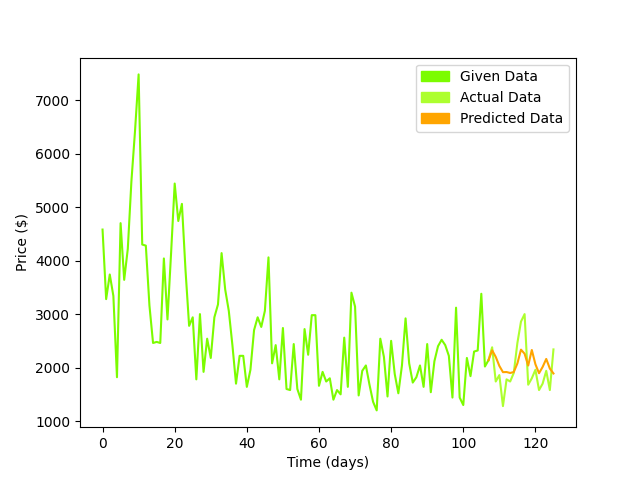 Given Data
Actual Data
Predicted Data
7000
6000
5000
4000
3000
2000
1000
Price ($)
0 20 40 60 80 100 120
Time (days)